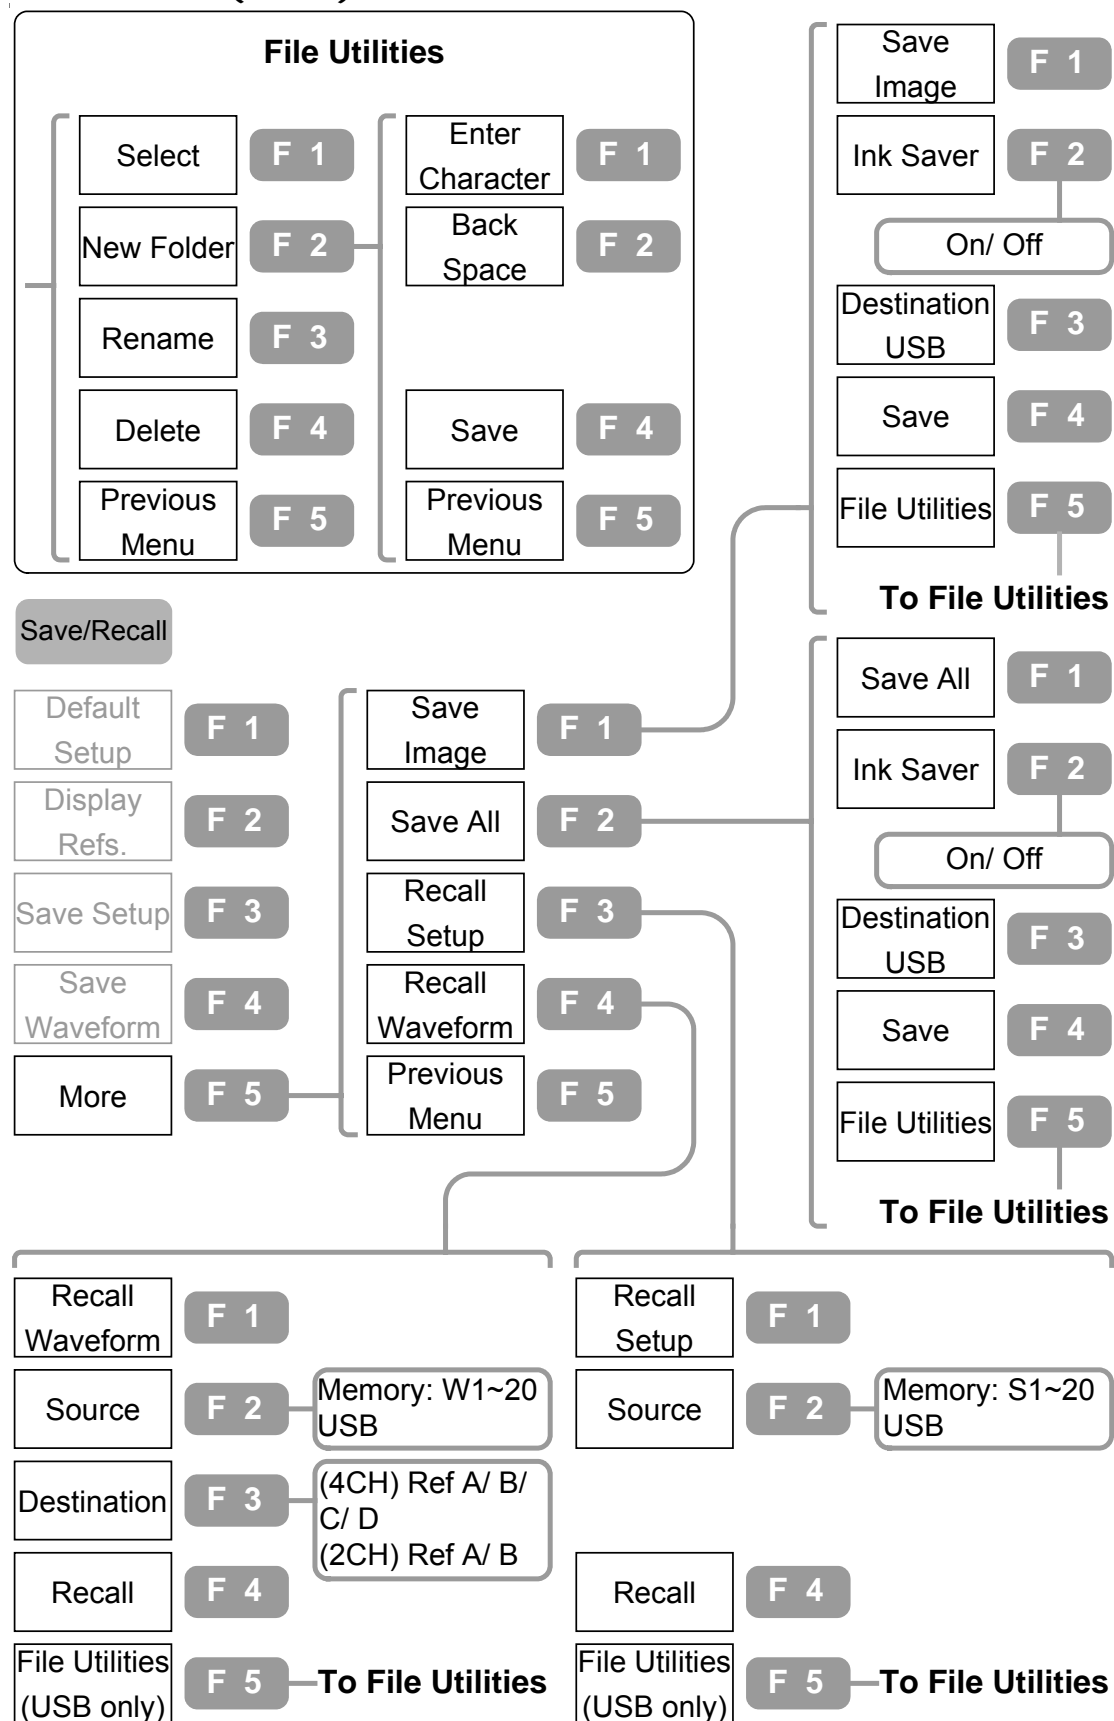 File Utilities
Select F 1
New Folder F 2
Rename F 3
Delete F 4
Previous
Menu F 5
Enter
Character F 1
Back
Space F 2
Save F 4
Previous
Menu F 5
Save
Image F 1
Ink Saver F 2
On/ Off
Destination
USB F 3
Save F 4
File Utilities F 5
To File Utilities
Save/Recall
Default
Setup F 1
Display
Refs. F 2
Save Setup F 3
Save
Waveform F 4
More F 5
Save
Image F 1
Save All F 2
Recall
Setup F 3
Recall
Waveform F 4
Previous
Menu F 5
Save All F 1
Ink Saver F 2
On/ Off
Destination
USB F 3
Save F 4
File Utilities F 5
To File Utilities
Recall
Waveform F 1
Source F 2
Memory: W1~20
USB
Destination F 3
(4CH) Ref A/ B/
C/ D
(2CH) Ref A/ B
Recall F 4
File Utilities
(USB only) F 5 To File Utilities
Recall
Setup F 1
Source F 2
Memory: S1~20
USB
Recall F 4
File Utilities
(USB only) F 5 To File Utilities